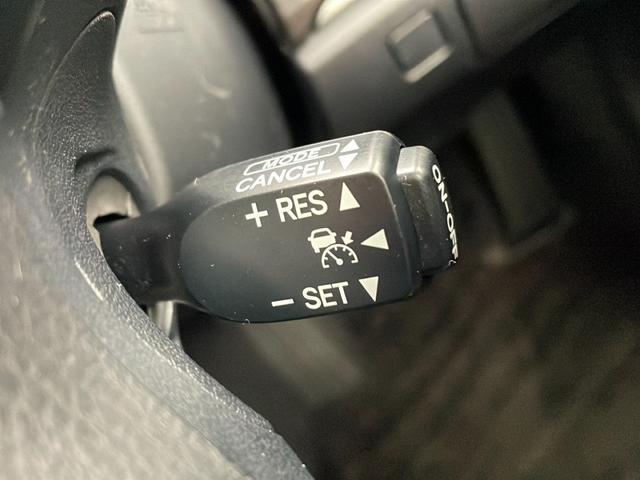 MODE
CANCEL
+ RES
- SET
ON-OFF